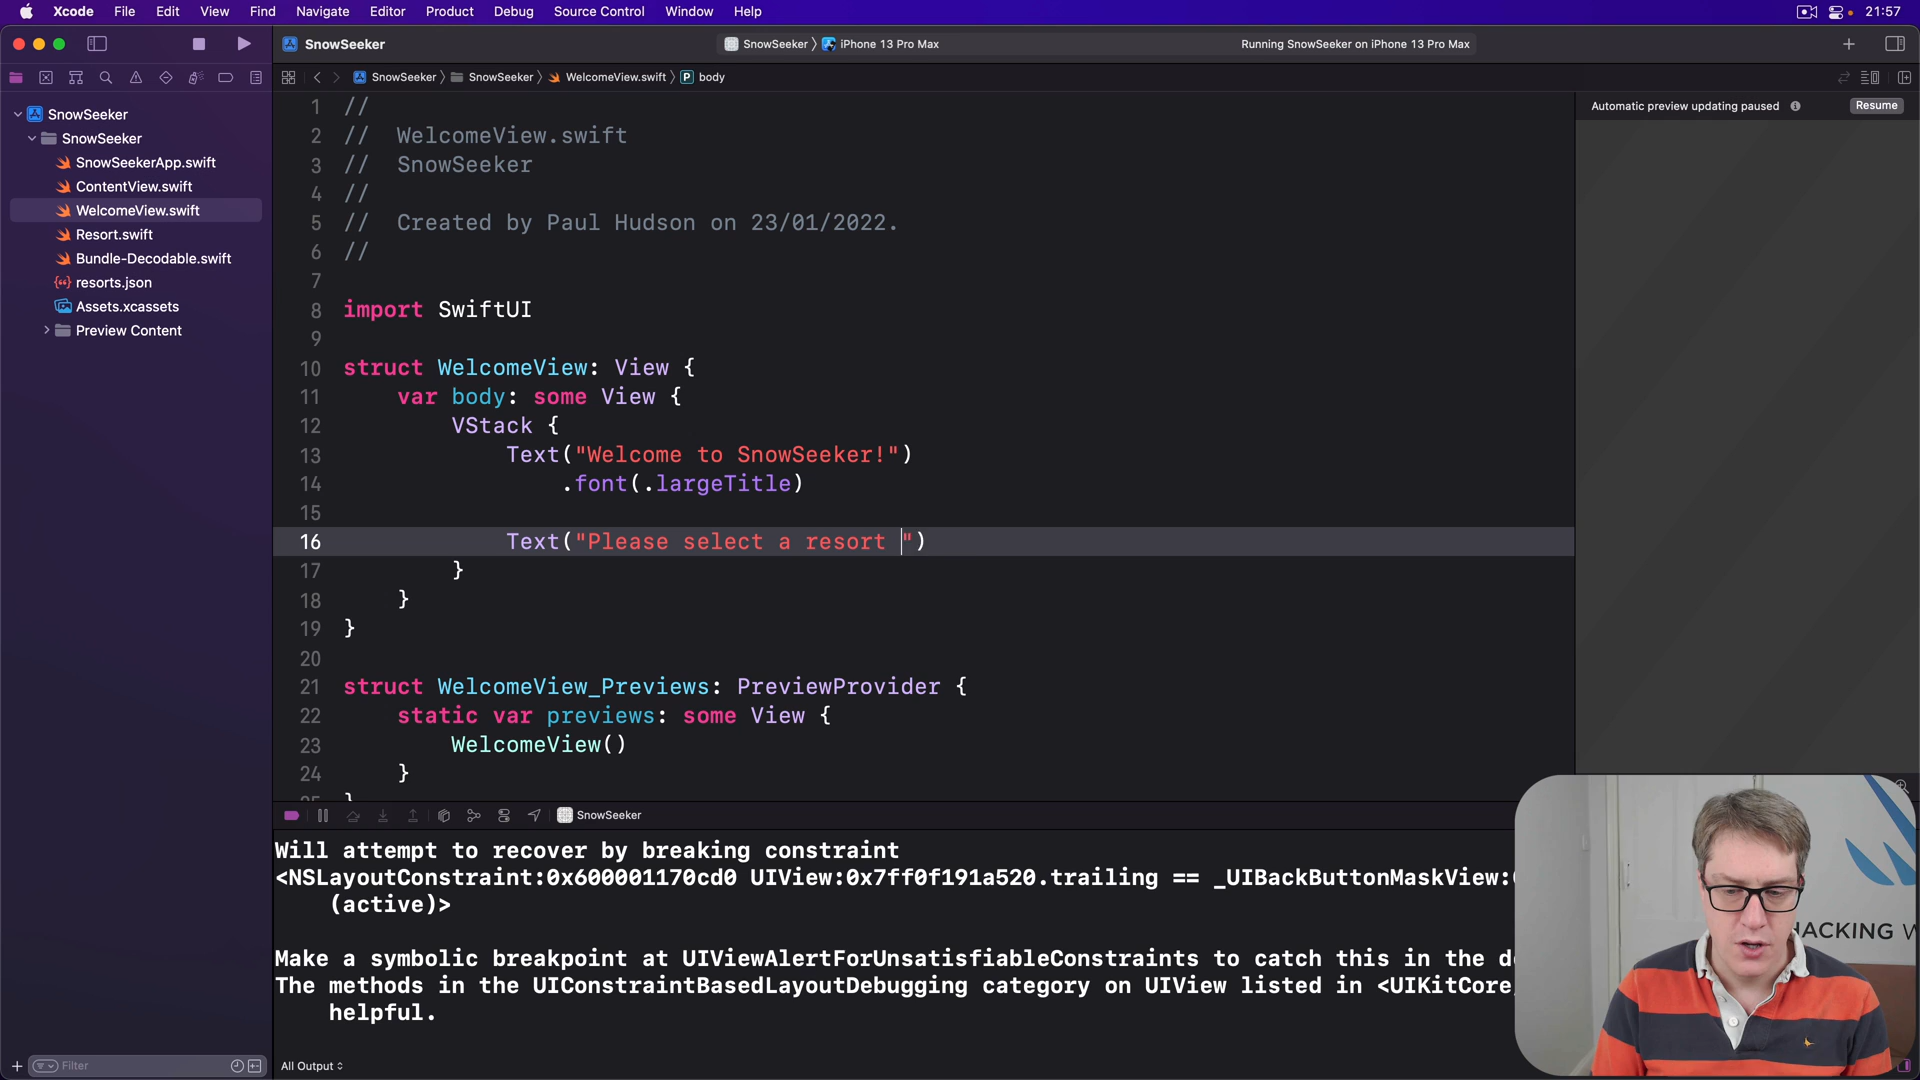 Xcode File Edit View Find Navigate Editor Product Debug Source Control Window Help 21:57
SnowSeeker SnowSeeker iPhone 13 Pro Max Running SnowSeeker on iPhone 13 Pro Max
SnowSeeker SnowSeeker WelcomeView.swift P body
Automatic preview updating paused Resume
SnowSeeker
SnowSeeker
SnowSeekerApp.swift
ContentView.swift
WelcomeView.swift
Resort.swift
Bundle-Decodable.swift
resorts.json
Assets.xcassets
Preview Content
Filter
1 //
2 // WelcomeView.swift
3 // SnowSeeker
4 //
5 // Created by Paul Hudson on 23/01/2022.
6 //
7
8 import SwiftUI
9
10 struct WelcomeView: View {
11 var body: some View {
12 VStack {
13 Text("Welcome to SnowSeeker!")
14 .font(.largeTitle)
15
16 Text("Please select a resort ")
17 }
18 }
19 }
20
21 struct WelcomeView_Previews: PreviewProvider {
22 static var previews: some View {
23 WelcomeView()
24 }
SnowSeeker
Will attempt to recover by breaking constraint
<NSLayoutConstraint:0x600001170cd0 UIView:0x7ff0f191a520.trailing == _UIBackButtonMaskView:
(active)>
Make a symbolic breakpoint at UIViewAlertForUnsatisfiableConstraints to catch this in the
The methods in the UIConstraintBasedLayoutDebugging category on UIView listed in <UIKitCore
helpful.
All Output
HACKING W